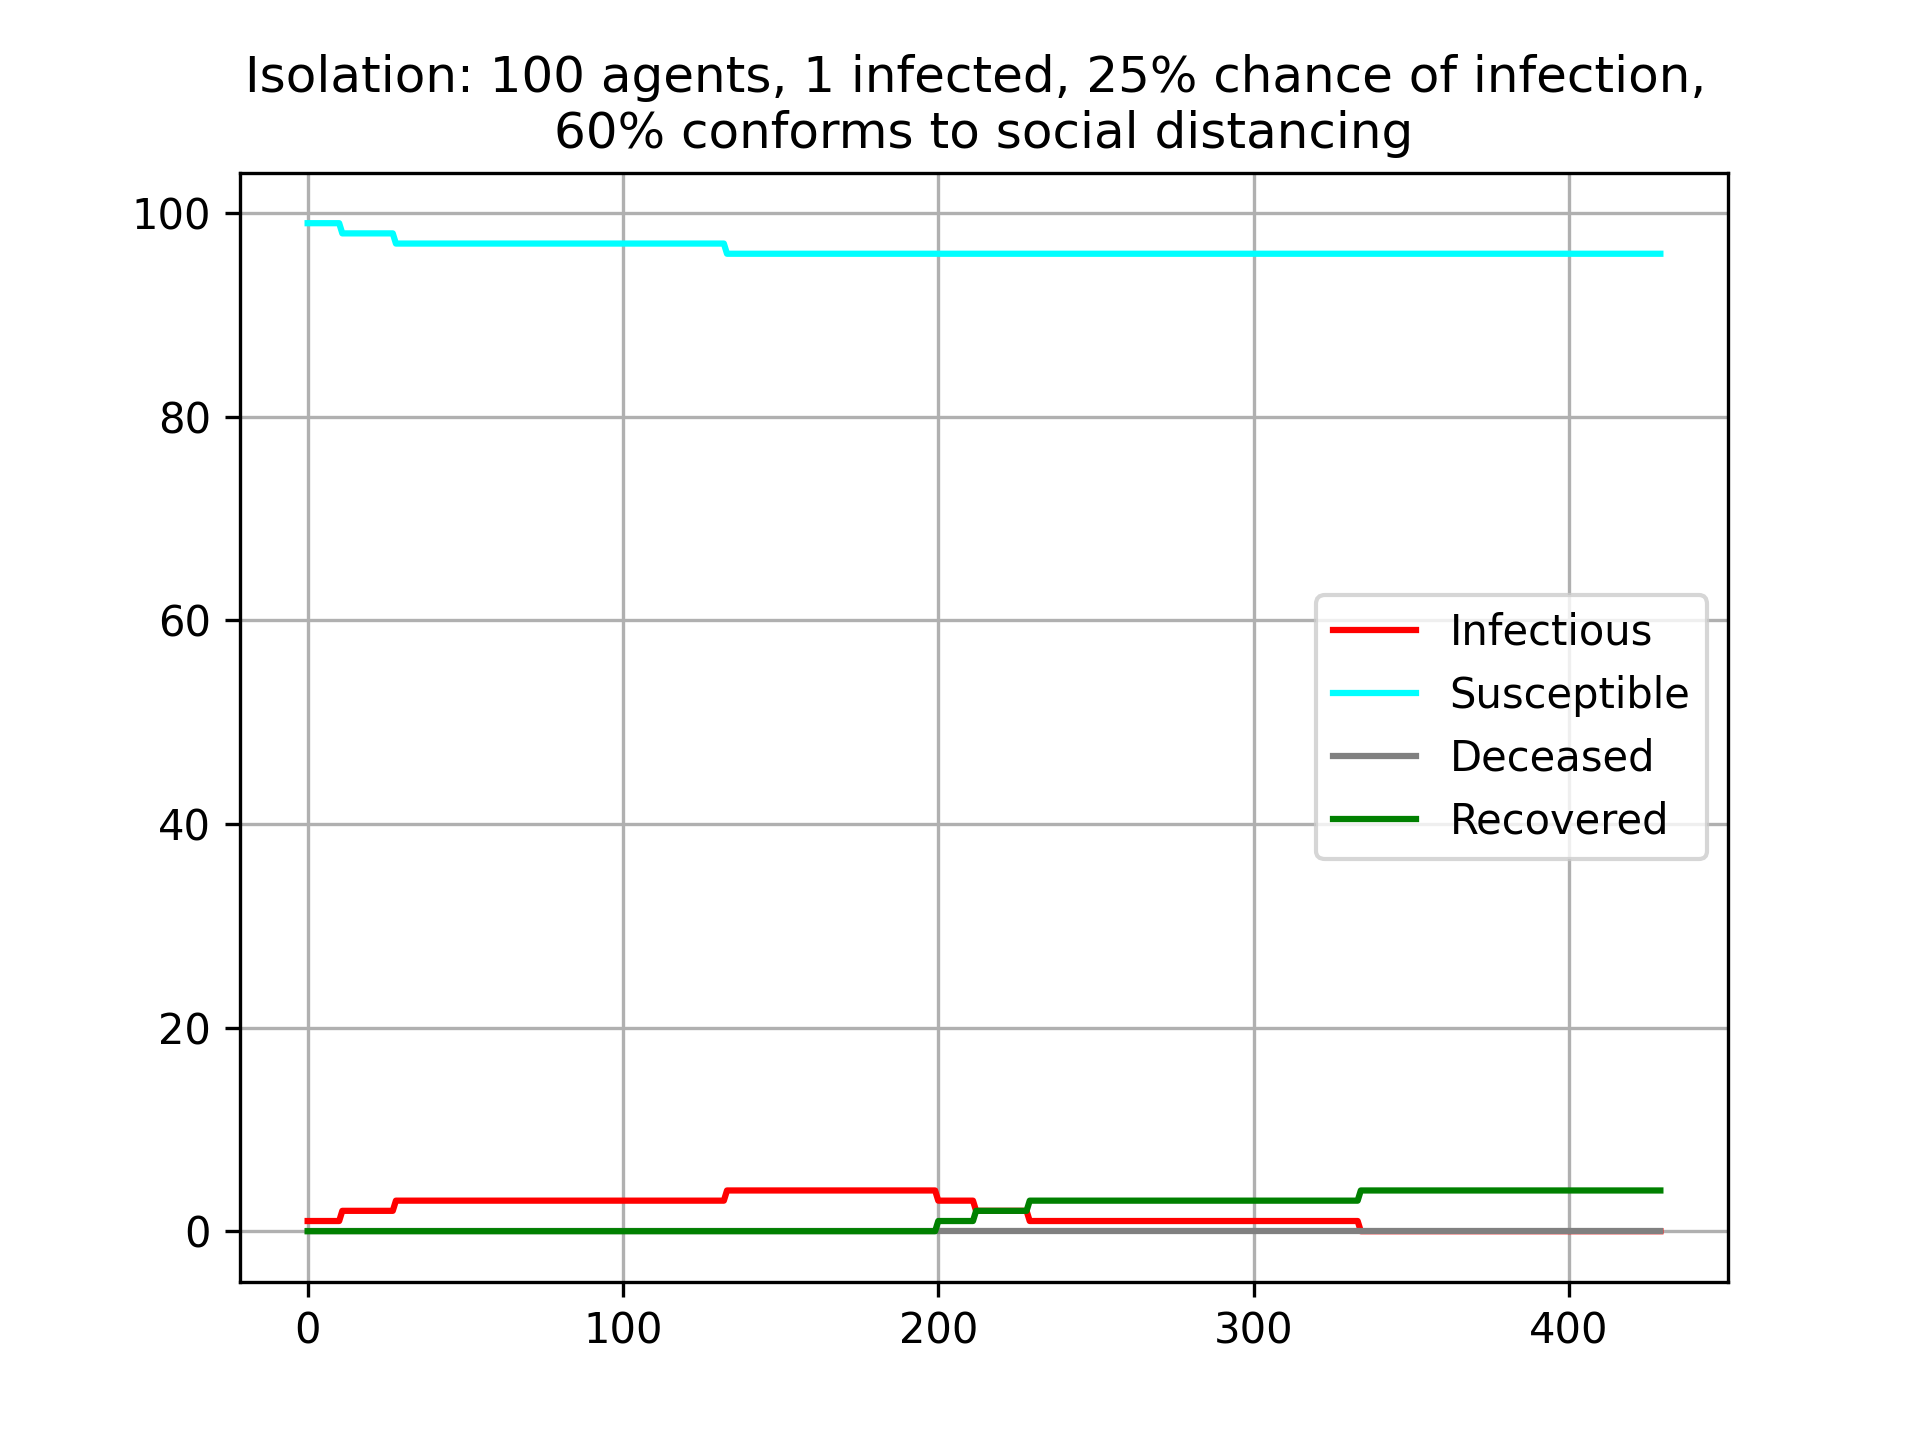 Isolation: 100 agents, 1 infected, 25% chance of infection,
60% conforms to social distancing
100
80
60
40
20
0
Infectious
Susceptible
Deceased
Recovered
0 100 200 300 400